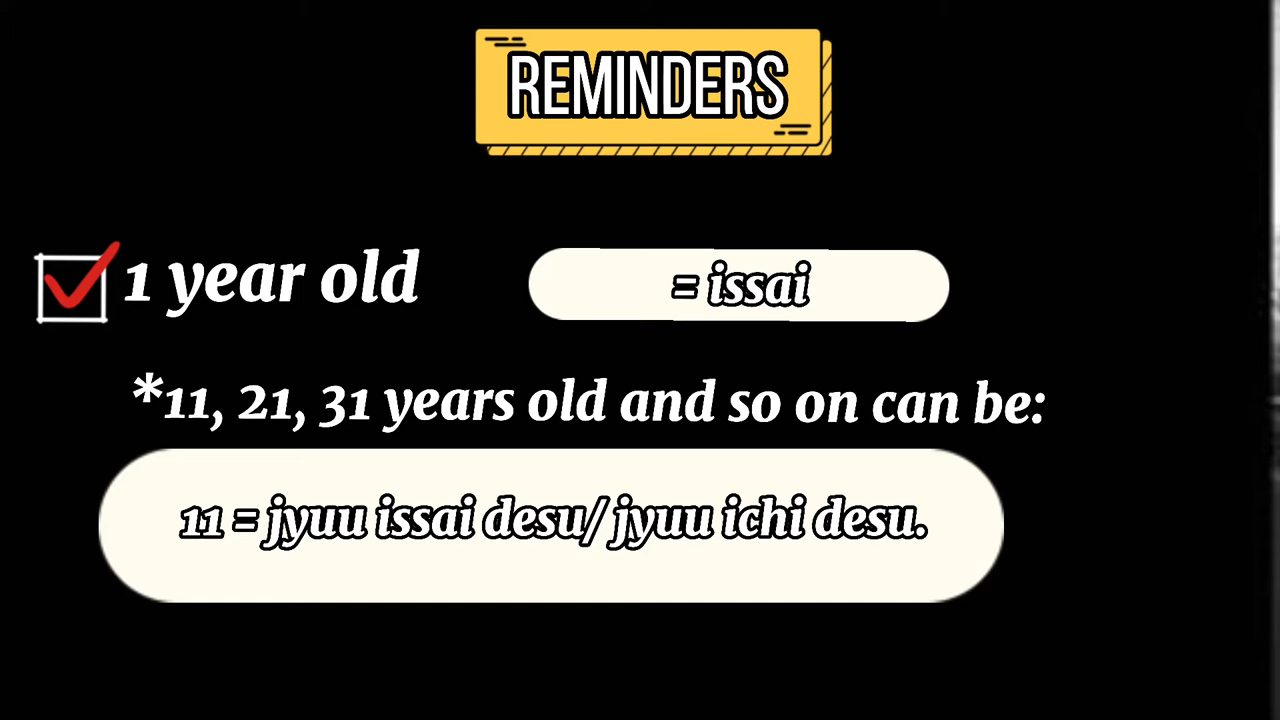 REMINDERS
1 year old
= issai
*11, 21, 31 years old and so on can be:
11 = jyuu issai desu/ jyuu ichi desu.